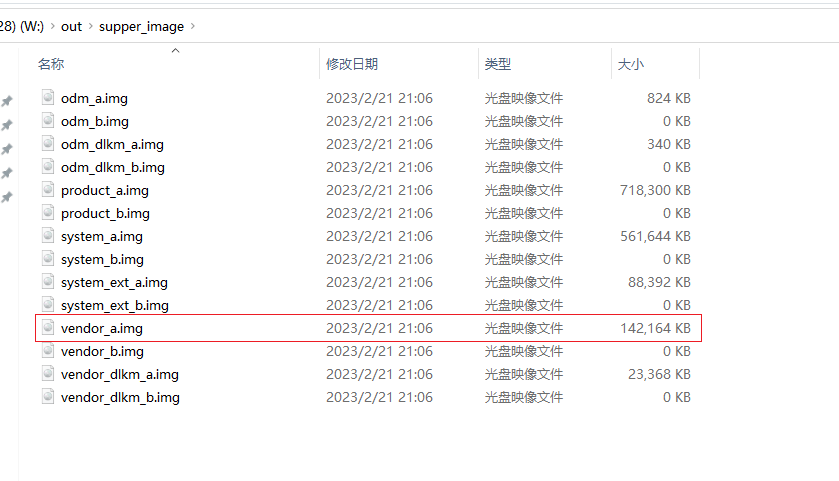 28) (W:) › out › supper_image ›
名称 修改日期 类型 大小
odm_a.img 2023/2/21 21:06 光盘映像文件 824 KB
odm_b.img 2023/2/21 21:06 光盘映像文件 0 KB
odm_dlkm_a.img 2023/2/21 21:06 光盘映像文件 340 KB
odm_dlkm_b.img 2023/2/21 21:06 光盘映像文件 0 KB
product_a.img 2023/2/21 21:06 光盘映像文件 718,300 KB
product_b.img 2023/2/21 21:06 光盘映像文件 0 KB
system_a.img 2023/2/21 21:06 光盘映像文件 561,644 KB
system_b.img 2023/2/21 21:06 光盘映像文件 0 KB
system_ext_a.img 2023/2/21 21:06 光盘映像文件 88,392 KB
system_ext_b.img 2023/2/21 21:06 光盘映像文件 0 KB
vendor_a.img 2023/2/21 21:06 光盘映像文件 142,164 KB
vendor_b.img 2023/2/21 21:06 光盘映像文件 0 KB
vendor_dlkm_a.img 2023/2/21 21:06 光盘映像文件 23,368 KB
vendor_dlkm_b.img 2023/2/21 21:06 光盘映像文件 0 KB